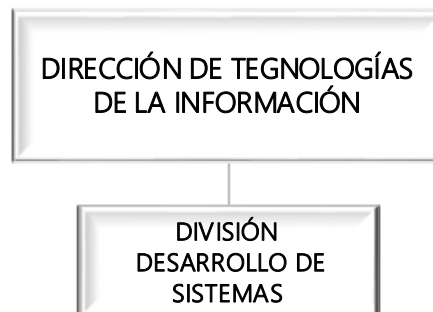 DIRECCIÓN DE TEGNOLOGÍAS
DE LA INFORMACIÓN
DIVISIÓN
DESARROLLO DE
SISTEMAS